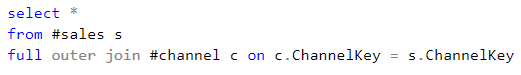 select *
from #sales s
full outer join #channel c on c.ChannelKey = s.ChannelKey